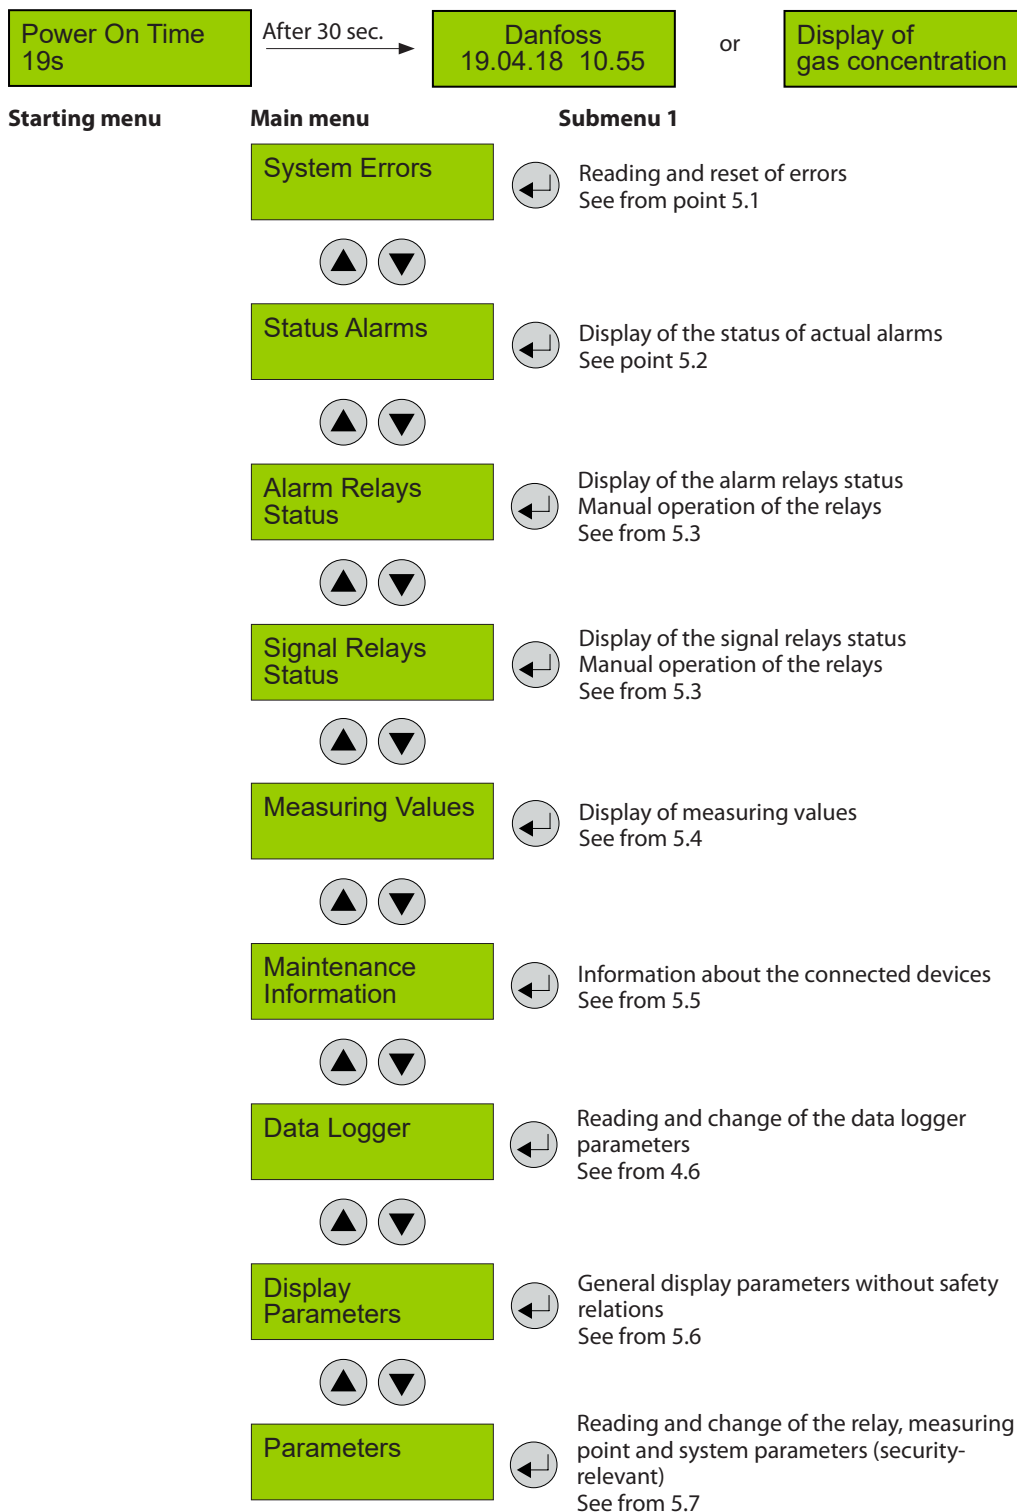 Power On Time
19s
After 30 sec.
Danfoss
19.04.18 10.55
or
Display of
gas concentration
Starting menu
Main menu
Submenu 1
System Errors
Reading and reset of errors
See from point 5.1
Status Alarms
Display of the status of actual alarms
See point 5.2
Alarm Relays
Status
Display of the alarm relays status
Manual operation of the relays
See from 5.3
Signal Relays
Status
Display of the signal relays status
Manual operation of the relays
See from 5.3
Measuring Values
Display of measuring values
See from 5.4
Maintenance
Information
Information about the connected devices
See from 5.5
Data Logger
Reading and change of the data logger
parameters
See from 4.6
Display
Parameters
General display parameters without safety
relations
See from 5.6
Parameters
Reading and change of the relay, measuring
point and system parameters (security-
relevant)
See from 5.7